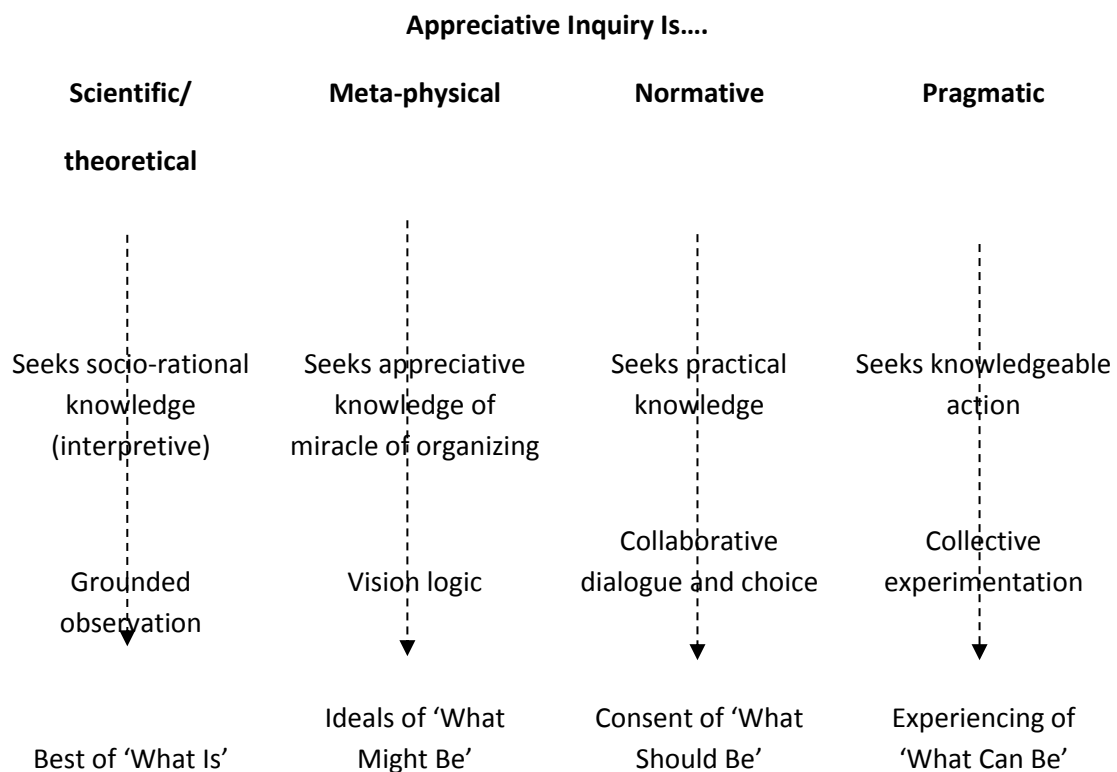 Appreciative Inquiry Is….
Scientific/
theoretical
Meta-physical
Normative
Pragmatic
Seeks socio-rational
knowledge
(interpretive)
Seeks appreciative
knowledge of
miracle of organizing
Seeks practical
knowledge
Seeks knowledgeable
action
Grounded
observation
Vision logic
Collaborative
dialogue and choice
Collective
experimentation
Best of ‘What Is’
Ideals of ‘What
Might Be’
Consent of ‘What
Should Be’
Experiencing of
‘What Can Be’